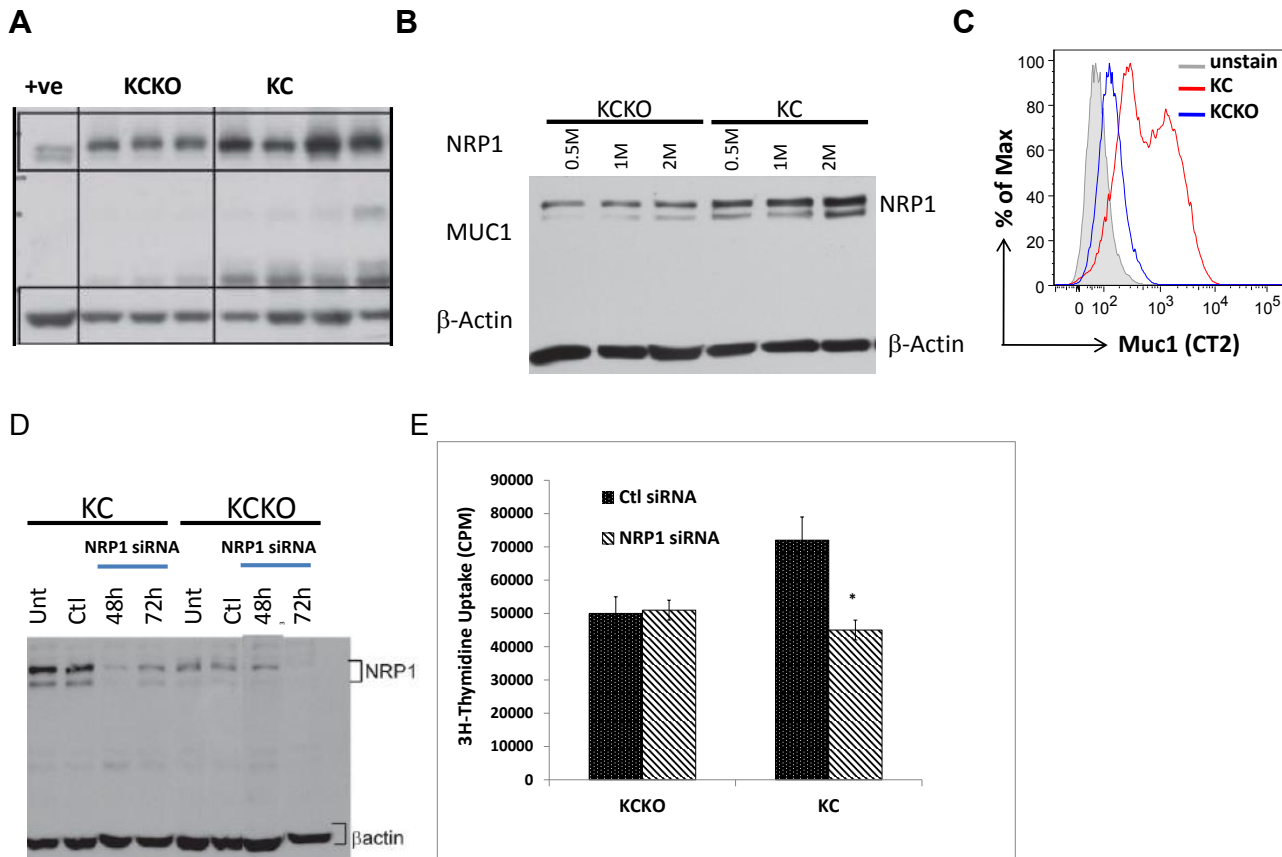 A
+ve KCKO KC
B
KCKO KC
0.5M 1M 2M 0.5M 1M 2M
NRP1
MUC1
β-Actin
NRP1
β-Actin
C
100
80
60
40
20
0
% of Max
unstain
KC
KCKO
0 10² 10³ 10⁴ 10⁵
Muc1 (CT2)
D
KC KCKO
NRP1 siRNA NRP1 siRNA
Unt Ctl 48h 72h Unt Ctl 48h 72h
NRP1
βactin
E
3H-Thymidine Uptake (CPM)
90000
80000
70000
60000
50000
40000
30000
20000
10000
0
Ctl siRNA
NRP1 siRNA
*
KCKO KC